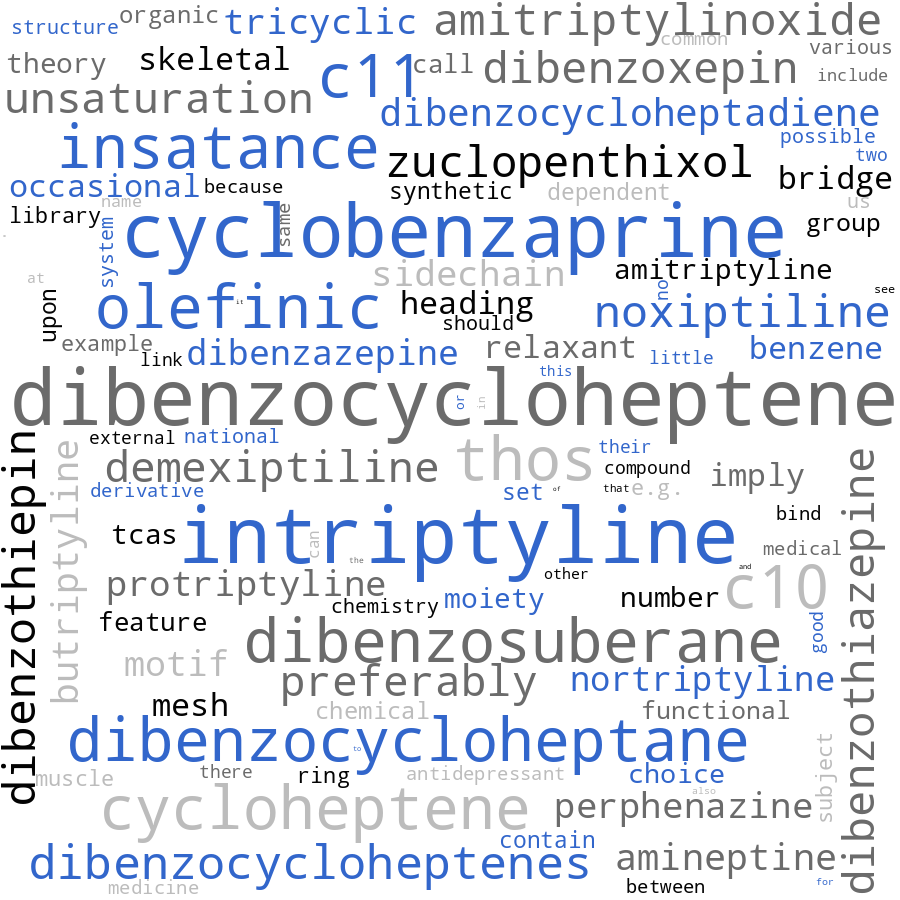 organic
tricyclic
amitriptylinoxide
structure
common
various
theory
skeletal
c11
call
dibenzoxepin
include
unsaturation
dibenzocycloheptadiene
insatance
possible
zuclopenthixol
two
bridge
occasional
because
synthetic
dependent
name
us
library
same
cyclobenzaprine
group
system
at
sidechain
amitriptyline
no
see
upon
olefinic
it
heading
noxiptiline
should
example
link
dibenzazepine
relaxant
little
benzene
this
dibenzocycloheptene
or
in
external
national
thos
their
dibenzothiepin
butriptyline
demexiptiline
compound
imply
dibenzothiazepine
derivative
set
of
that
e.g.
tcas
intriptyline
bind
can
the
medical
other
and
protriptyline
c10
chemistry
moiety
number
feature
dibenzosuberane
good
motif
preferably
nortriptyline
mesh
chemical
functional
dibenzocycloheptane
to
subject
muscle
there
ring
antidepressant
choice
also
cycloheptene
perphenazine
contain
dibenzocycloheptenes
amineptine
medicine
between
for